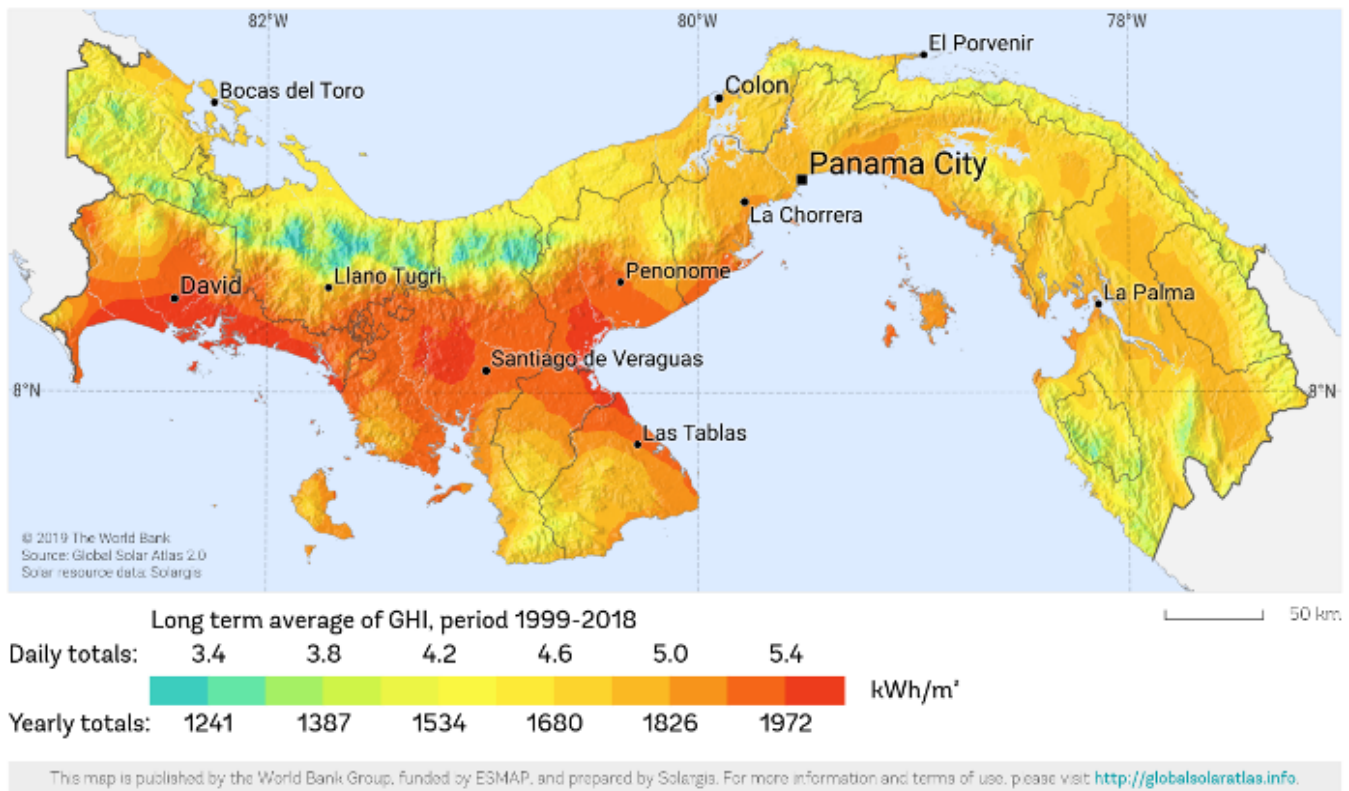 82°W 80°W 78°W
El Porvenir
Bocas del Toro
Colon
Panama City
La Chorrera
Penonome
Llano Tugri
David
La Palma
Santiago de Veraguas
8°N 8°N
Las Tablas
© 2019 The World Bank
Source: Global Solar Atlas 2.0
Solar resource data: Solargis
Long term average of GHI, period 1999-2018
50 km
Daily totals: 3.4 3.8 4.2 4.6 5.0 5.4
kWh/m²
Yearly totals: 1241 1387 1534 1680 1826 1972
This map is published by the World Bank Group, funded by ESMAP, and prepared by Solargis. For more information and terms of use, please visit http://globalsolaratlas.info.